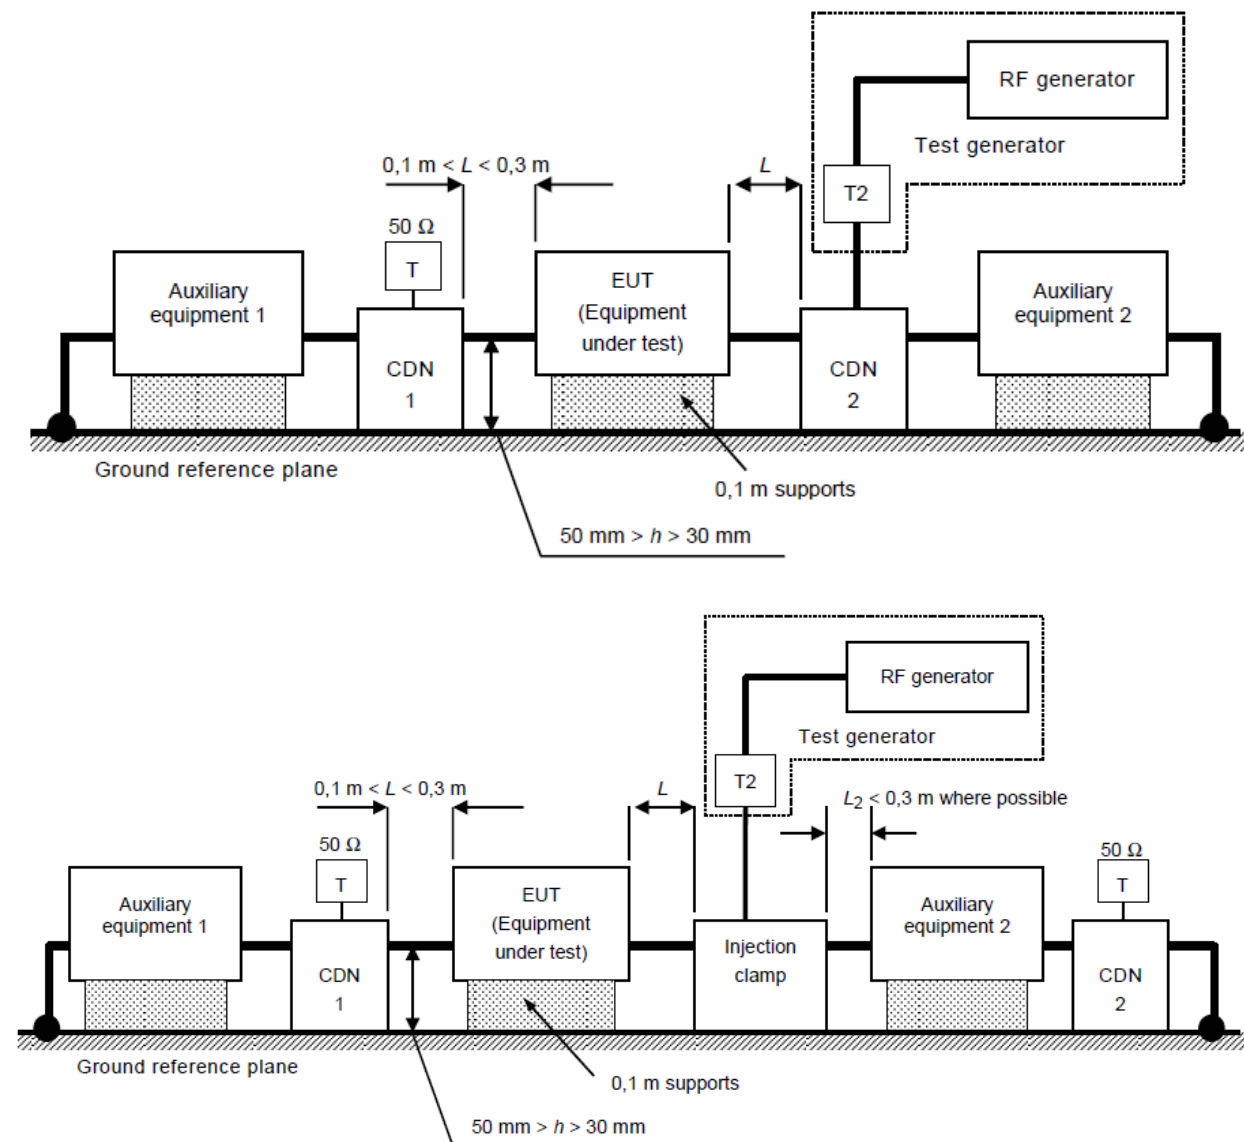 RF generator
Test generator
0,1 m < L < 0,3 m
L
T2
50 Ω
T
Auxiliary
equipment 1
EUT
(Equipment
under test)
Auxiliary
equipment 2
CDN
1
CDN
2
Ground reference plane
0,1 m supports
50 mm > h > 30 mm
RF generator
Test generator
T2
0,1 m < L < 0,3 m
L
L2 < 0,3 m where possible
50 Ω
T
50 Ω
T
Auxiliary
equipment 1
EUT
(Equipment
under test)
Auxiliary
equipment 2
Injection
clamp
CDN
1
CDN
2
Ground reference plane
0,1 m supports
50 mm > h > 30 mm